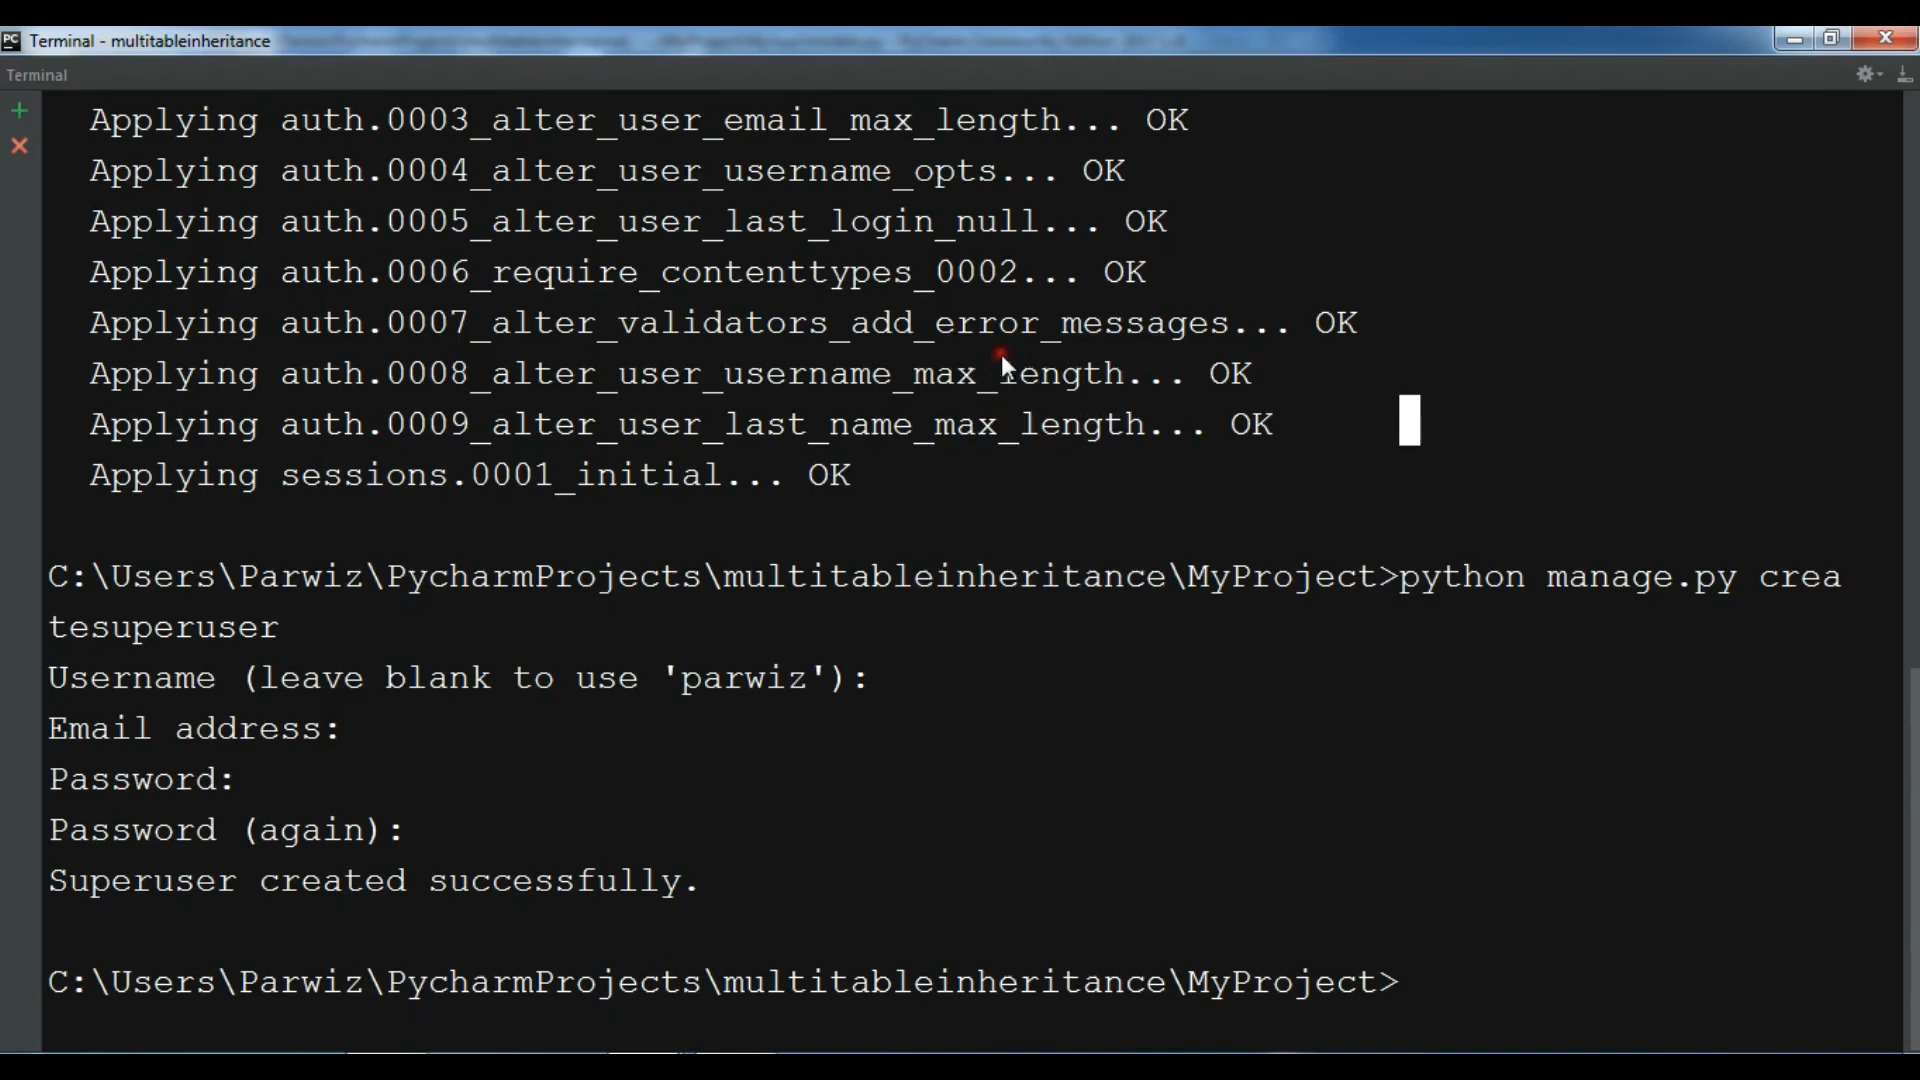 PC Terminal - multitableinheritance
Terminal
Applying auth.0003_alter_user_email_max_length... OK
Applying auth.0004_alter_user_username_opts... OK
Applying auth.0005_alter_user_last_login_null... OK
Applying auth.0006_require_contenttypes_0002... OK
Applying auth.0007_alter_validators_add_error_messages... OK
Applying auth.0008_alter_user_username_max_length... OK
Applying auth.0009_alter_user_last_name_max_length... OK
Applying sessions.0001_initial... OK
C:\Users\Parwiz\PycharmProjects\multitableinheritance\MyProject>python manage.py crea
tesuperuser
Username (leave blank to use 'parwiz'):
Email address:
Password:
Password (again):
Superuser created successfully.
C:\Users\Parwiz\PycharmProjects\multitableinheritance\MyProject>